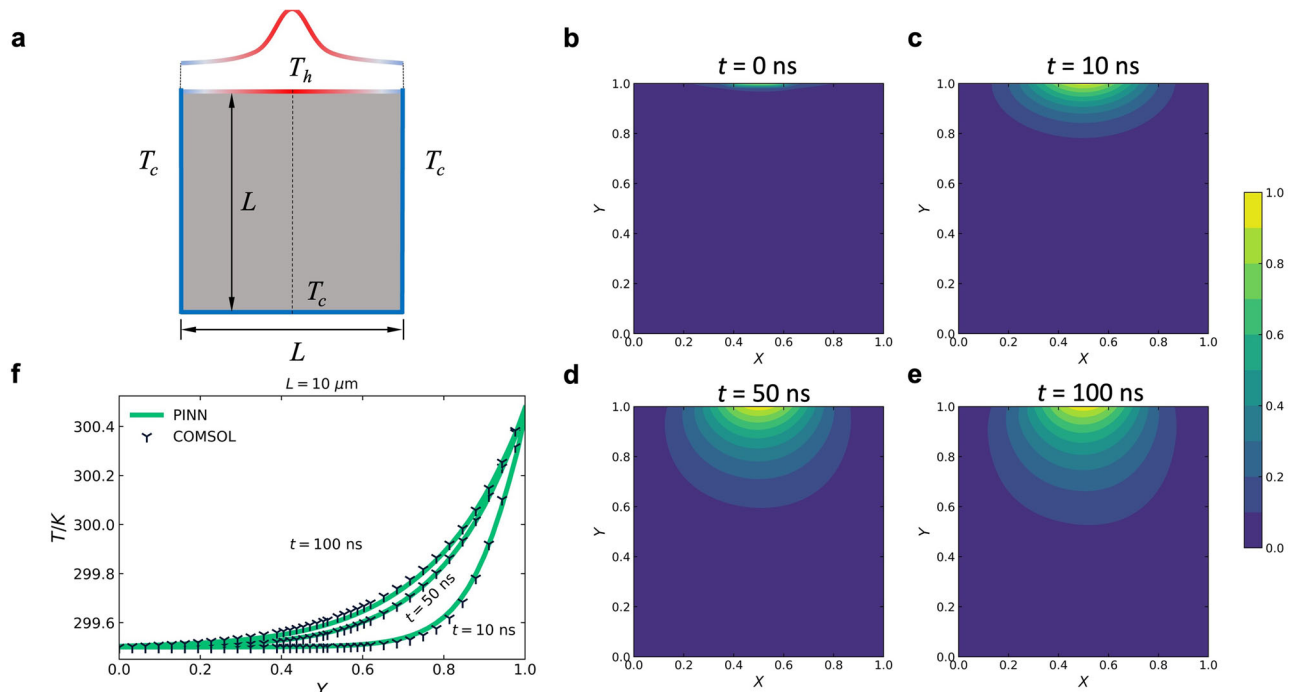 a
T_h
T_c
T_c
L
T_c
L
b
t = 0 ns
1.0
0.8
0.6
Y
0.4
0.2
0.0
0.0 0.2 0.4 0.6 0.8 1.0
X
c
t = 10 ns
1.0
0.8
0.6
Y
0.4
0.2
0.0
0.0 0.2 0.4 0.6 0.8 1.0
X
1.0
0.8
0.6
0.4
0.2
0.0
f
L = 10 μm
PINN
COMSOL
300.4
300.2
300.0
299.8
299.6
T/K
t = 100 ns
t = 50 ns
t = 10 ns
0.0 0.2 0.4 0.6 0.8 1.0
Y
d
t = 50 ns
1.0
0.8
0.6
Y
0.4
0.2
0.0
0.0 0.2 0.4 0.6 0.8 1.0
X
e
t = 100 ns
1.0
0.8
0.6
Y
0.4
0.2
0.0
0.0 0.2 0.4 0.6 0.8 1.0
X